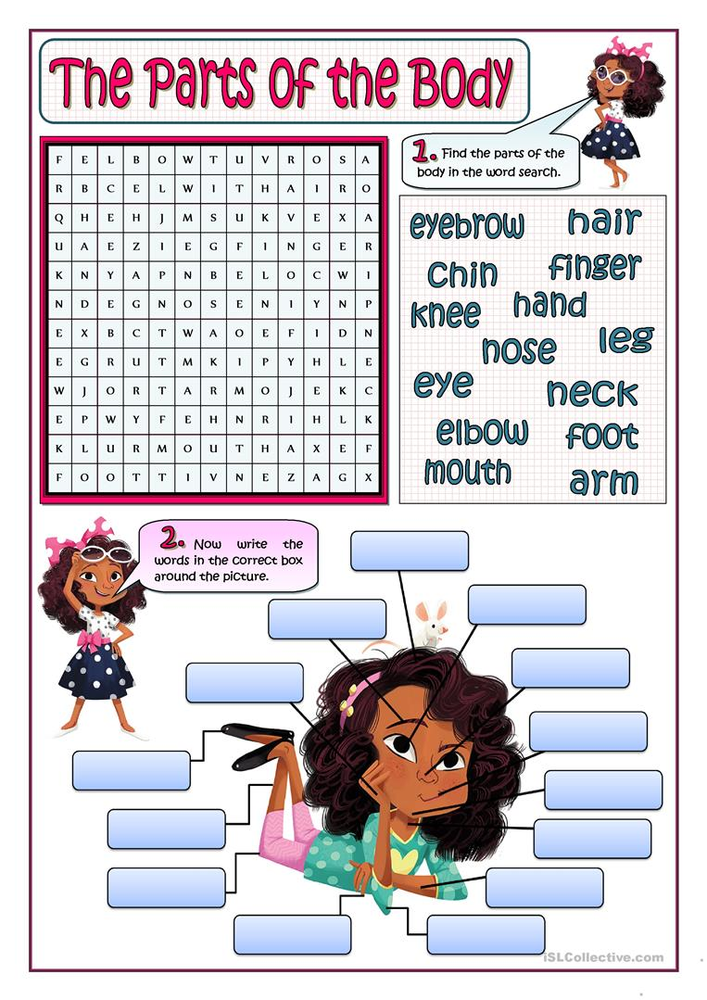 The Parts of the Body
1. Find the parts of the
body in the word search.
F E L B O W T U V R O S A
R B C E L W I T H A I R O
Q H E H J M S U K V E X A
U A E Z I E G F I N G E R
K N Y A P N B E L O C W I
N D E G N O S E N I Y N P
E X B C T W A O E F I D N
E G R U T M K I P Y H L E
W J O R T A R M O J E K C
E P W Y F E H N R I H L K
K L U R M O U T H A X E F
F O O T T I V N E Z A G X
eyebrow hair
chin finger
knee hand
nose leg
eye neck
elbow foot
mouth arm
2. Now write the
words in the correct box
around the picture.
iSLCollective.com